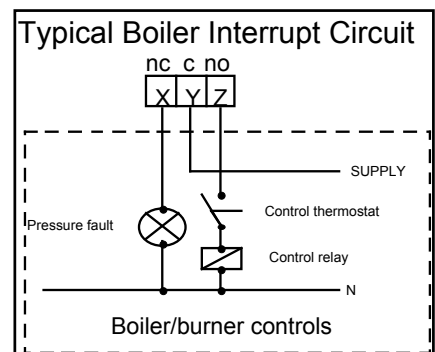 Typical Boiler Interrupt Circuit
nc c no
X Y Z
SUPPLY
Control thermostat
Pressure fault
Control relay
N
Boiler/burner controls